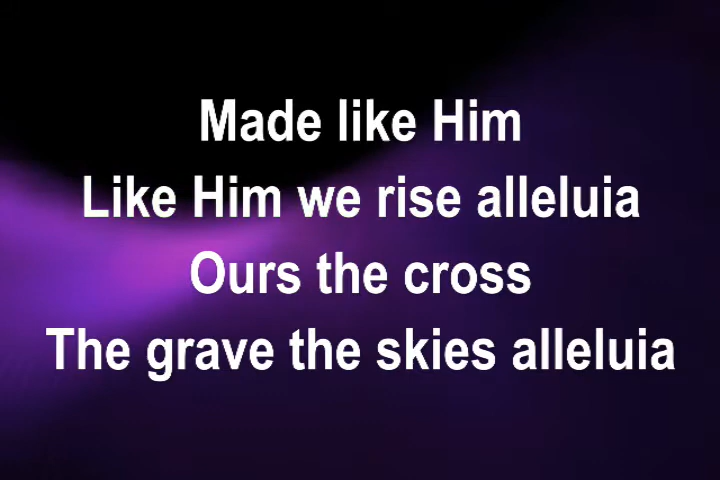 Made like Him
Like Him we rise alleluia
Ours the cross
The grave the skies alleluia